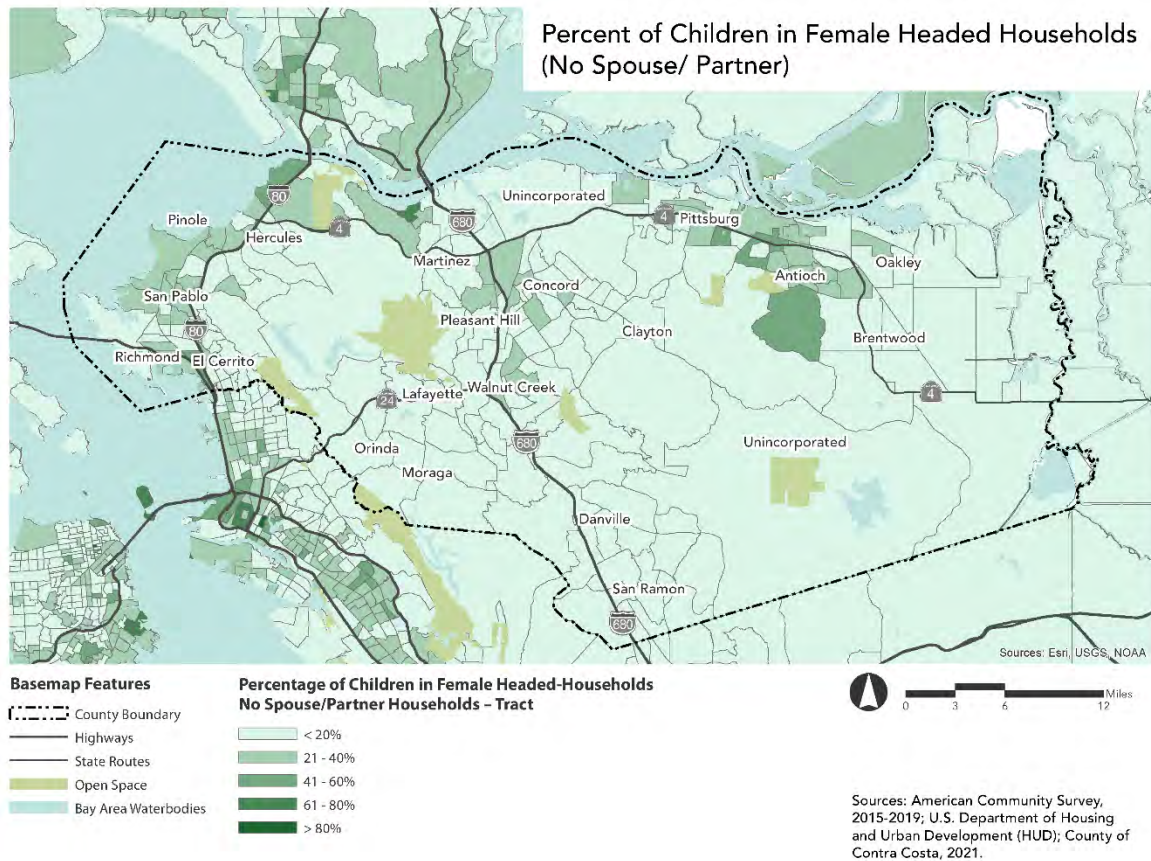 Percent of Children in Female Headed Households
(No Spouse/ Partner)
Unincorporated
80
Pinole
680
4
Pittsburg
Hercules
4
Martinez
Oakley
Antioch
Concord
San Pablo
Pleasant Hill
80
Clayton
Brentwood
Richmond
El Cerrito
Walnut Creek
24
Lafayette
4
680
Unincorporated
Orinda
Moraga
Danville
San Ramon
680
Sources: Esri, USGS, NOAA
Basemap Features
County Boundary
Highways
State Routes
Open Space
Bay Area Waterbodies
Percentage of Children in Female Headed-Households
No Spouse/Partner Households – Tract
< 20%
21 - 40%
41 - 60%
61 - 80%
> 80%
Miles
0 3 6 12
Sources: American Community Survey,
2015-2019; U.S. Department of Housing
and Urban Development (HUD); County of
Contra Costa, 2021.